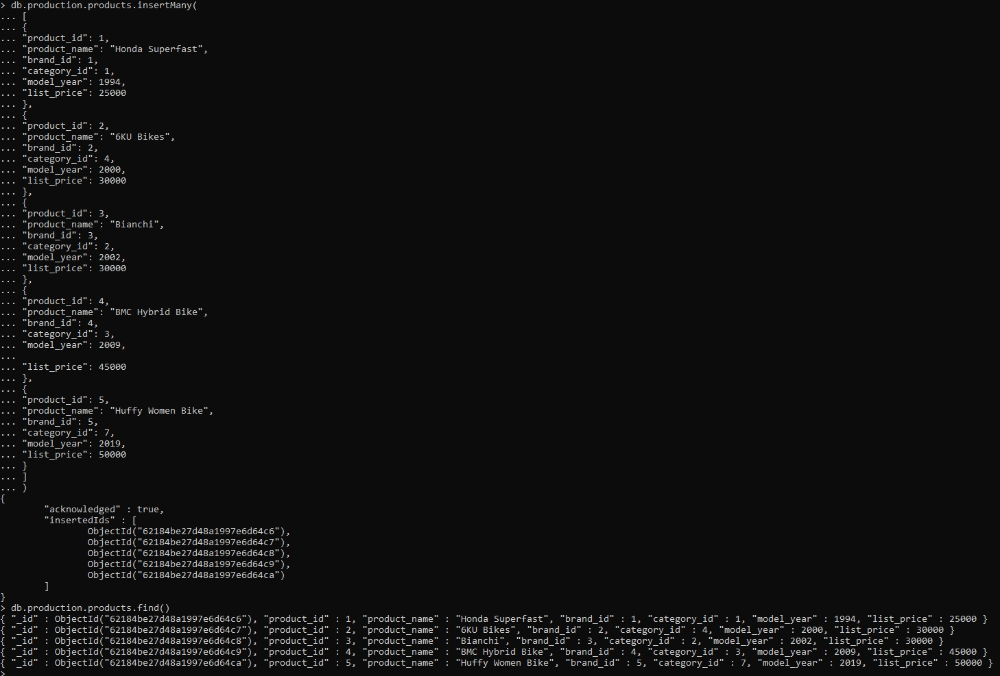 > db.production.products.insertMany(
... [
... {
... "product_id": 1,
... "product_name": "Honda Superfast",
... "brand_id": 1,
... "category_id": 1,
... "model_year": 1994,
... "list_price": 25000
... },
... {
... "product_id": 2,
... "product_name": "6KU Bikes",
... "brand_id": 2,
... "category_id": 4,
... "model_year": 2000,
... "list_price": 30000
... },
... {
... "product_id": 3,
... "product_name": "Bianchi",
... "brand_id": 3,
... "category_id": 2,
... "model_year": 2002,
... "list_price": 30000
... },
... {
... "product_id": 4,
... "product_name": "BMC Hybrid Bike",
... "brand_id": 4,
... "category_id": 3,
... "model_year": 2009,
...
... "list_price": 45000
... },
... {
... "product_id": 5,
... "product_name": "Huffy Women Bike",
... "brand_id": 5,
... "category_id": 7,
... "model_year": 2019,
... "list_price": 50000
... }
... ]
... )
{
        "acknowledged" : true,
        "insertedIds" : [
                ObjectId("62184be27d48a1997e6d64c6"),
                ObjectId("62184be27d48a1997e6d64c7"),
                ObjectId("62184be27d48a1997e6d64c8"),
                ObjectId("62184be27d48a1997e6d64c9"),
                ObjectId("62184be27d48a1997e6d64ca")
        ]
}
> db.production.products.find()
{ "_id" : ObjectId("62184be27d48a1997e6d64c6"), "product_id" : 1, "product_name" : "Honda Superfast", "brand_id" : 1, "category_id" : 1, "model_year" : 1994, "list_price" : 25000 }
{ "_id" : ObjectId("62184be27d48a1997e6d64c7"), "product_id" : 2, "product_name" : "6KU Bikes", "brand_id" : 2, "category_id" : 4, "model_year" : 2000, "list_price" : 30000 }
{ "_id" : ObjectId("62184be27d48a1997e6d64c8"), "product_id" : 3, "product_name" : "Bianchi", "brand_id" : 3, "category_id" : 2, "model_year" : 2002, "list_price" : 30000 }
{ "_id" : ObjectId("62184be27d48a1997e6d64c9"), "product_id" : 4, "product_name" : "BMC Hybrid Bike", "brand_id" : 4, "category_id" : 3, "model_year" : 2009, "list_price" : 45000 }
{ "_id" : ObjectId("62184be27d48a1997e6d64ca"), "product_id" : 5, "product_name" : "Huffy Women Bike", "brand_id" : 5, "category_id" : 7, "model_year" : 2019, "list_price" : 50000 }
>